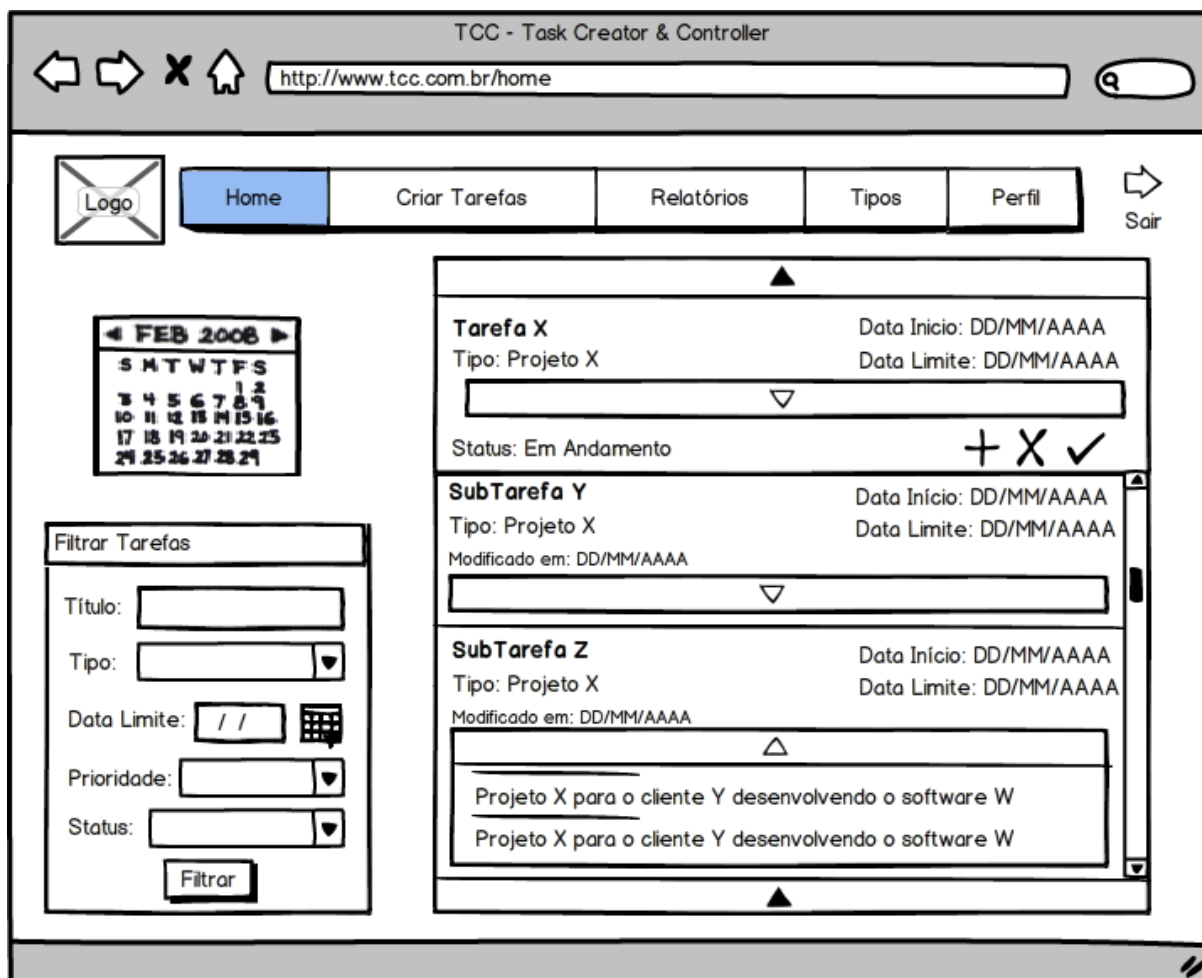 TCC - Task Creator & Controller
http://www.tcc.com.br/home
Logo
Home
Criar Tarefas
Relatórios
Tipos
Perfil
Sair
FEB 2008
S M T W T F S
1 2
3 4 5 6 7 8 9
10 11 12 13 14 15 16
17 18 19 20 21 22 23
24 25 26 27 28 29
Filtrar Tarefas
Título:
Tipo:
Data Limite: / /
Prioridade:
Status:
Filtrar
Tarefa X
Data Inicio: DD/MM/AAAA
Tipo: Projeto X
Data Limite: DD/MM/AAAA
Status: Em Andamento
SubTarefa Y
Data Início: DD/MM/AAAA
Tipo: Projeto X
Data Limite: DD/MM/AAAA
Modificado em: DD/MM/AAAA
SubTarefa Z
Data Início: DD/MM/AAAA
Tipo: Projeto X
Data Limite: DD/MM/AAAA
Modificado em: DD/MM/AAAA
Projeto X para o cliente Y desenvolvendo o software W
Projeto X para o cliente Y desenvolvendo o software W